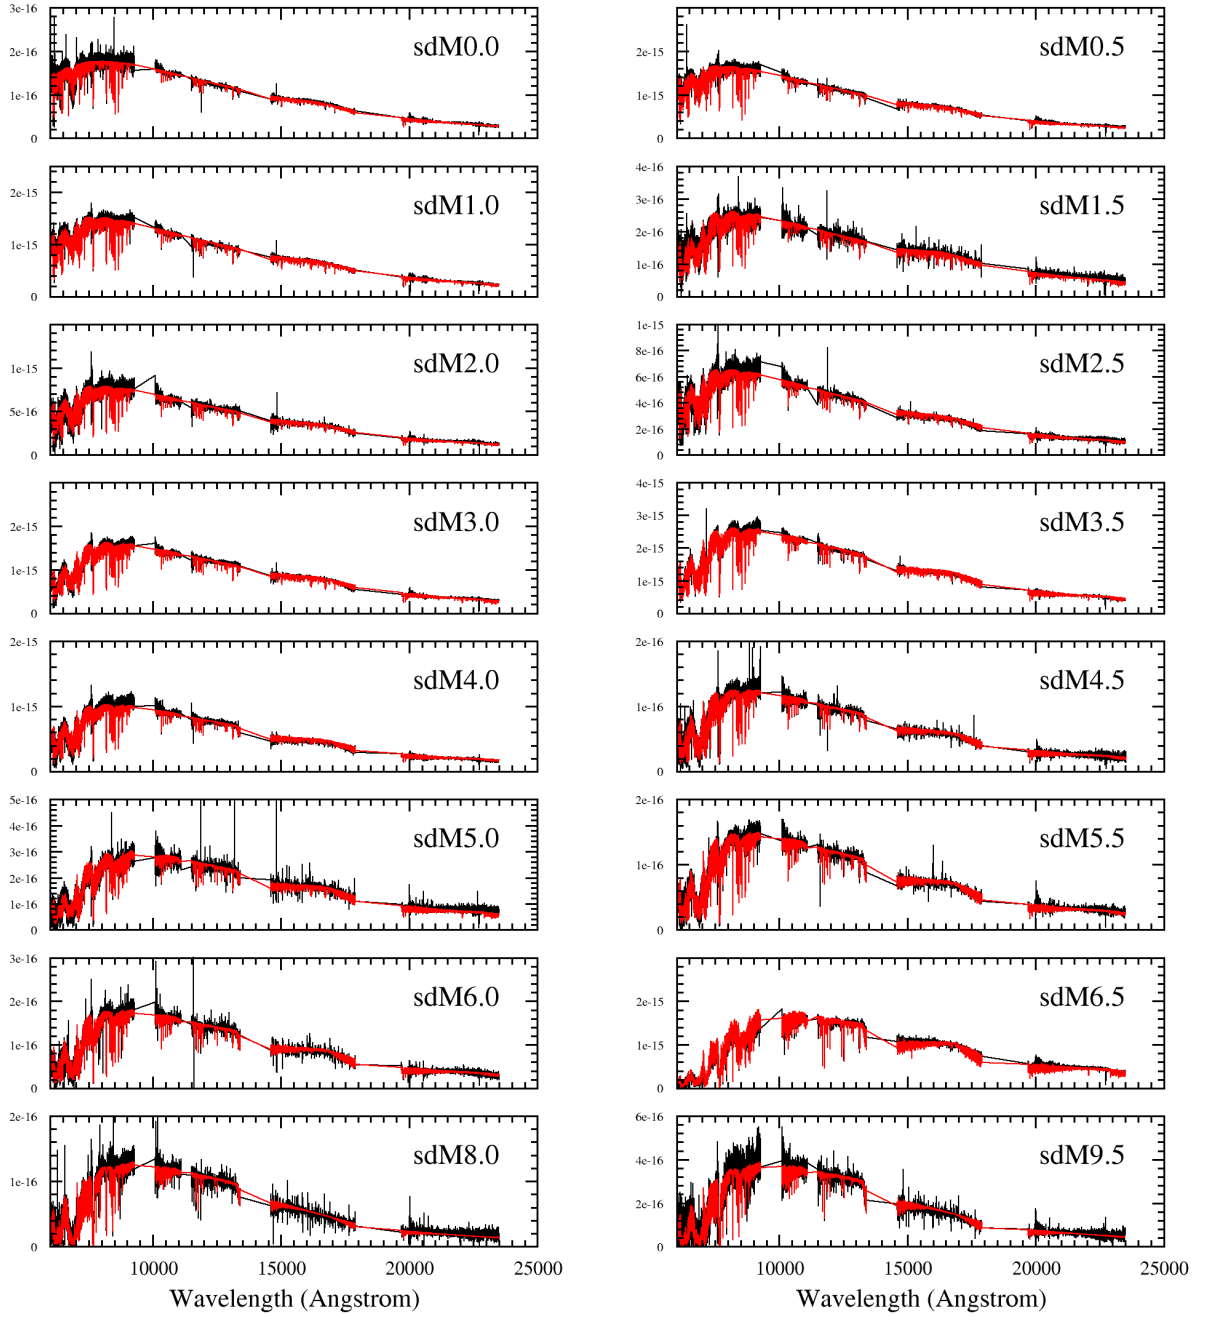 3e-16
2e-16
1e-16
0
sdM0.0
2e-15
1e-15
0
sdM0.5
2e-15
1e-15
0
sdM1.0
4e-16
3e-16
2e-16
1e-16
0
sdM1.5
1e-15
5e-16
0
sdM2.0
1e-15
8e-16
6e-16
4e-16
2e-16
0
sdM2.5
2e-15
1e-15
0
sdM3.0
4e-15
3e-15
2e-15
1e-15
0
sdM3.5
2e-15
1e-15
0
sdM4.0
2e-16
1e-16
0
sdM4.5
5e-16
4e-16
3e-16
2e-16
1e-16
0
sdM5.0
2e-16
1e-16
0
sdM5.5
3e-16
2e-16
1e-16
0
sdM6.0
2e-15
1e-15
0
sdM6.5
2e-16
1e-16
0
sdM8.0
6e-16
4e-16
2e-16
0
sdM9.5
10000 15000 20000 25000
Wavelength (Angstrom)
10000 15000 20000 25000
Wavelength (Angstrom)